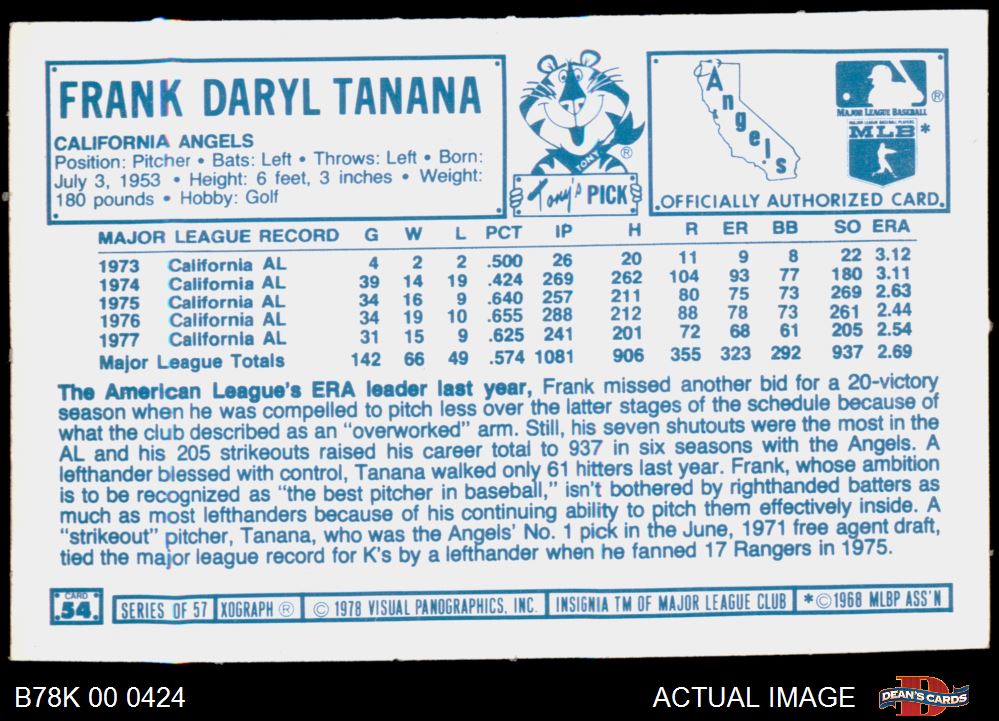 FRANK DARYL TANANA
CALIFORNIA ANGELS
Position: Pitcher • Bats: Left • Throws: Left • Born:
July 3, 1953 • Height: 6 feet, 3 inches • Weight:
180 pounds • Hobby: Golf
TONY
®
Tony's PICK
Angels
®
MAJOR LEAGUE BASEBALL
MAJOR LEAGUE BASEBALL PLAYERS
MLB *
OFFICIALLY AUTHORIZED CARD
MAJOR LEAGUE RECORD G W L PCT IP H R ER BB SO ERA
1973 California AL 4 2 2 .500 26 20 11 9 8 22 3.12
1974 California AL 39 14 19 .424 269 262 104 93 77 180 3.11
1975 California AL 34 16 9 .640 257 211 80 75 73 269 2.63
1976 California AL 34 19 10 .655 288 212 88 78 73 261 2.44
1977 California AL 31 15 9 .625 241 201 72 68 61 205 2.54
Major League Totals 142 66 49 .574 1081 906 355 323 292 937 2.69
The American League's ERA leader last year, Frank missed another bid for a 20-victory
season when he was compelled to pitch less over the latter stages of the schedule because of
what the club described as an “overworked” arm. Still, his seven shutouts were the most in the
AL and his 205 strikeouts raised his career total to 937 in six seasons with the Angels. A
lefthander blessed with control, Tanana walked only 61 hitters last year. Frank, whose ambition
is to be recognized as “the best pitcher in baseball,” isn't bothered by righthanded batters as
much as most lefthanders because of his continuing ability to pitch them effectively inside. A
“strikeout” pitcher, Tanana, who was the Angels' No. 1 pick in the June, 1971 free agent draft,
tied the major league record for K's by a lefthander when he fanned 17 Rangers in 1975.
CARD
54
SERIES OF 57 XOGRAPH ® © 1978 VISUAL PANOGRAPHICS, INC. INSIGNIA TM OF MAJOR LEAGUE CLUB *©1968 MLBP ASS'N
B78K 00 0424 ACTUAL IMAGE
DEAN'S CARDS